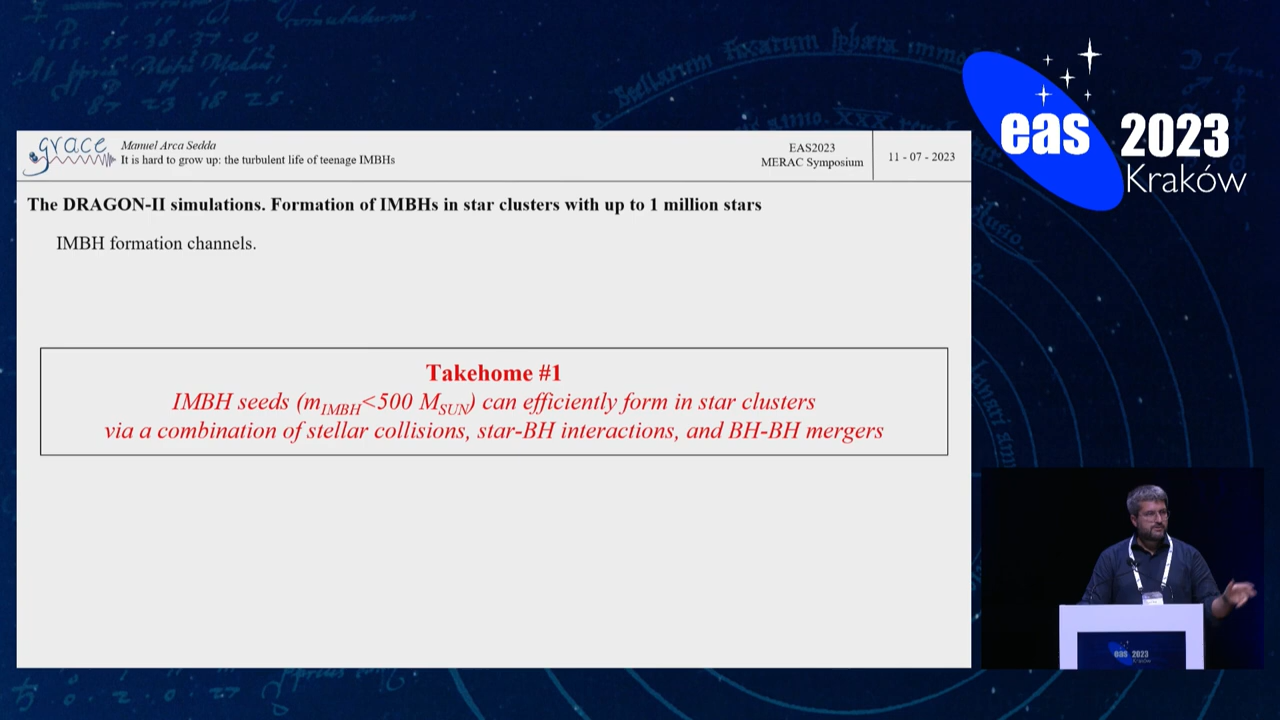 grace
Manuel Arca Sedda
It is hard to grow up: the turbulent life of teenage IMBHs
EAS2023
MERAC Symposium
11 - 07 - 2023
The DRAGON-II simulations. Formation of IMBHs in star clusters with up to 1 million stars
IMBH formation channels.
Takehome #1
IMBH seeds (mIMBH<500 MSUN) can efficiently form in star clusters
via a combination of stellar collisions, star-BH interactions, and BH-BH mergers
eas 2023
Kraków
eas 2023
Kraków